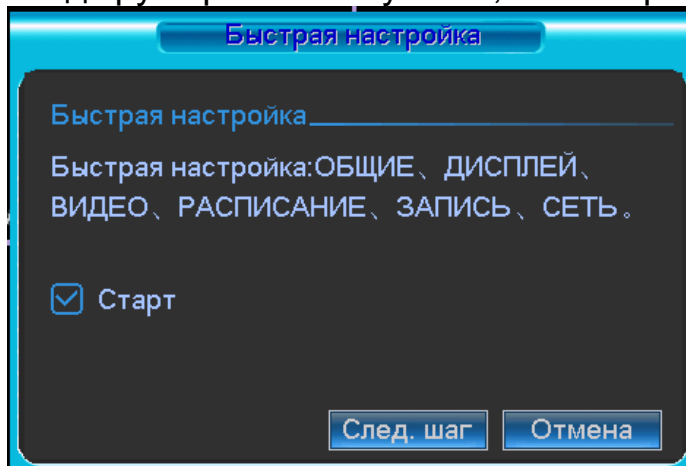 Быстрая настройка
Быстрая настройка
Быстрая настройка:ОБЩИЕ、ДИСПЛЕЙ、
ВИДЕО、РАСПИСАНИЕ、ЗАПИСЬ、СЕТЬ。
Старт
След. шаг Отмена